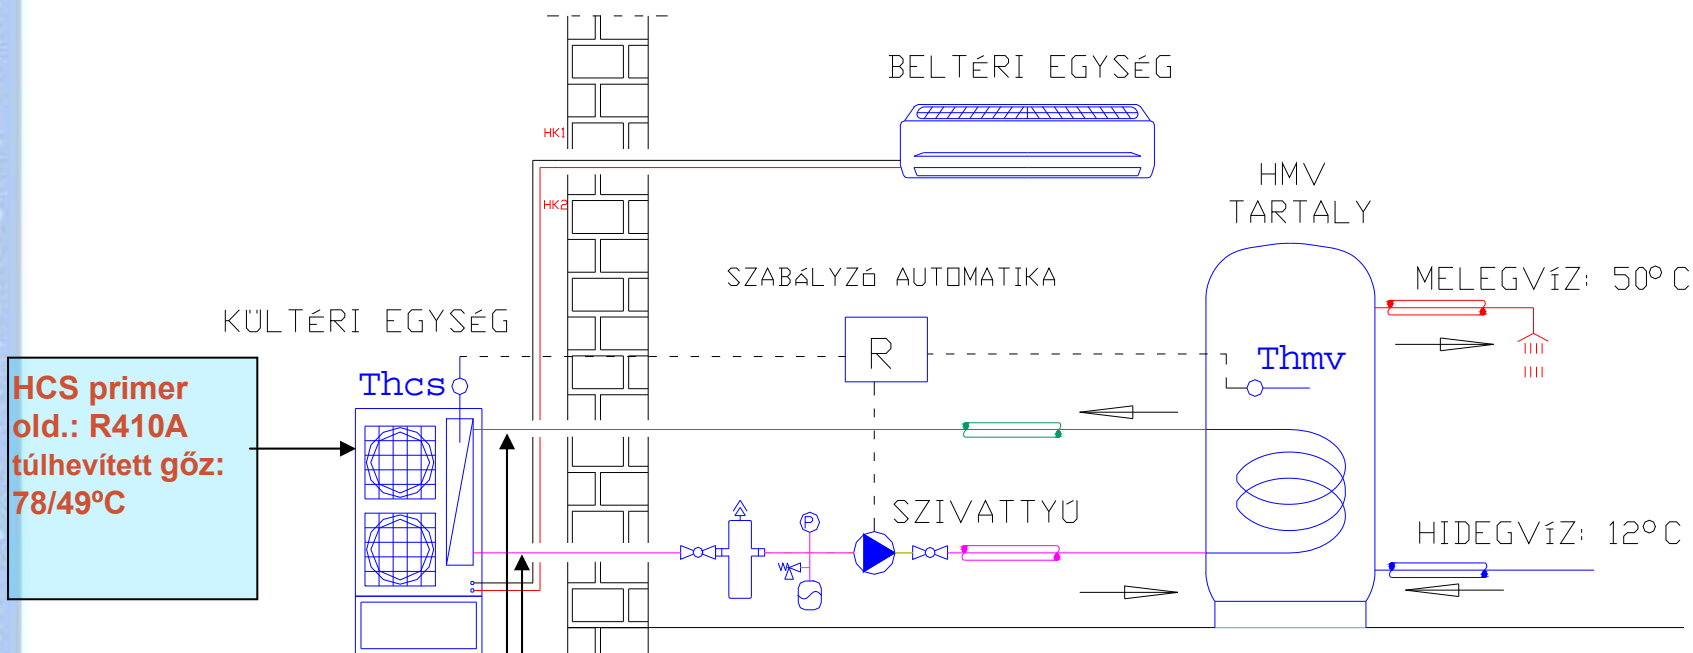 BELTÉRI EGYSÉG
HK1
HMV
TARTALY
HK2
SZABáLYZó AUTOMATIKA
MELEGVíZ: 50°C
KÜLTÉRI EGYSÉG
R
Thmv
HCS primer
old.: R410A
túlhevített gőz:
78/49ºC
Thcs
SZIVATTYÚ
P
HIDEGVíZ: 12°C